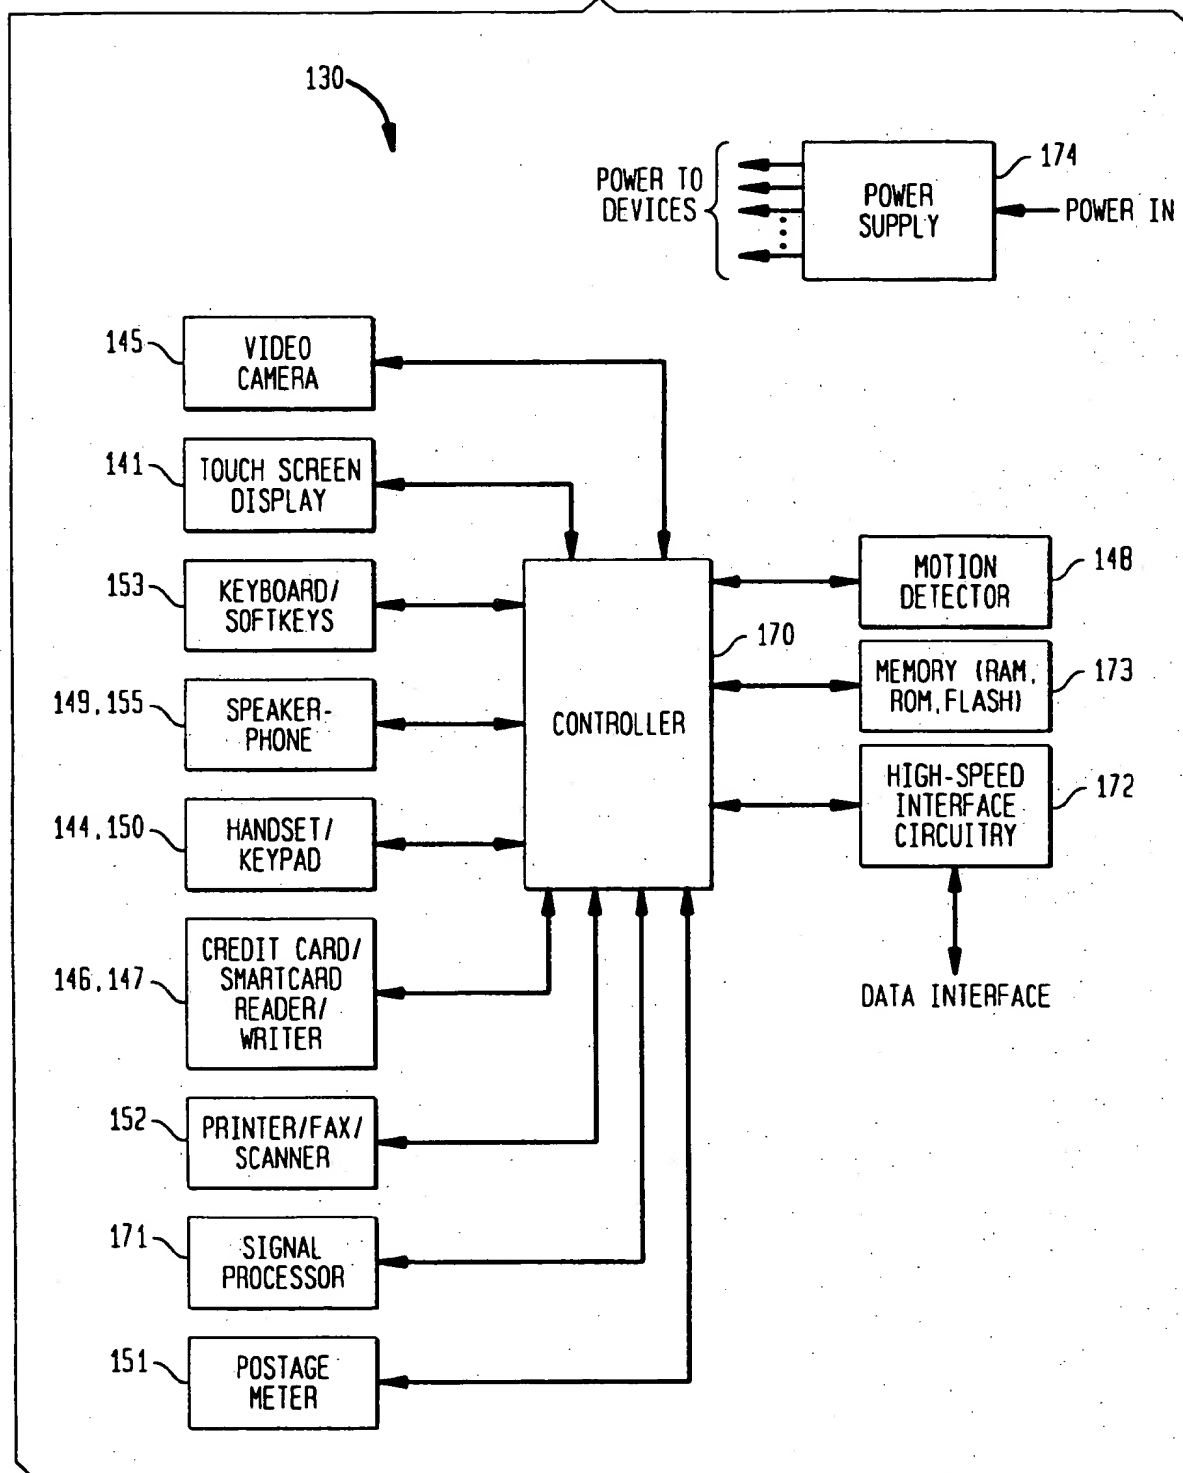 130
174
POWER TO
DEVICES
POWER
SUPPLY
POWER IN
145
VIDEO
CAMERA
141
TOUCH SCREEN
DISPLAY
153
KEYBOARD/
SOFTKEYS
149,155
SPEAKER-
PHONE
144,150
HANDSET/
KEYPAD
146,147
CREDIT CARD/
SMARTCARD
READER/
WRITER
152
PRINTER/FAX/
SCANNER
171
SIGNAL
PROCESSOR
151
POSTAGE
METER
CONTROLLER
170
MOTION
DETECTOR
148
MEMORY (RAM,
ROM,FLASH)
173
HIGH-SPEED
INTERFACE
CIRCUITRY
172
DATA INTERFACE